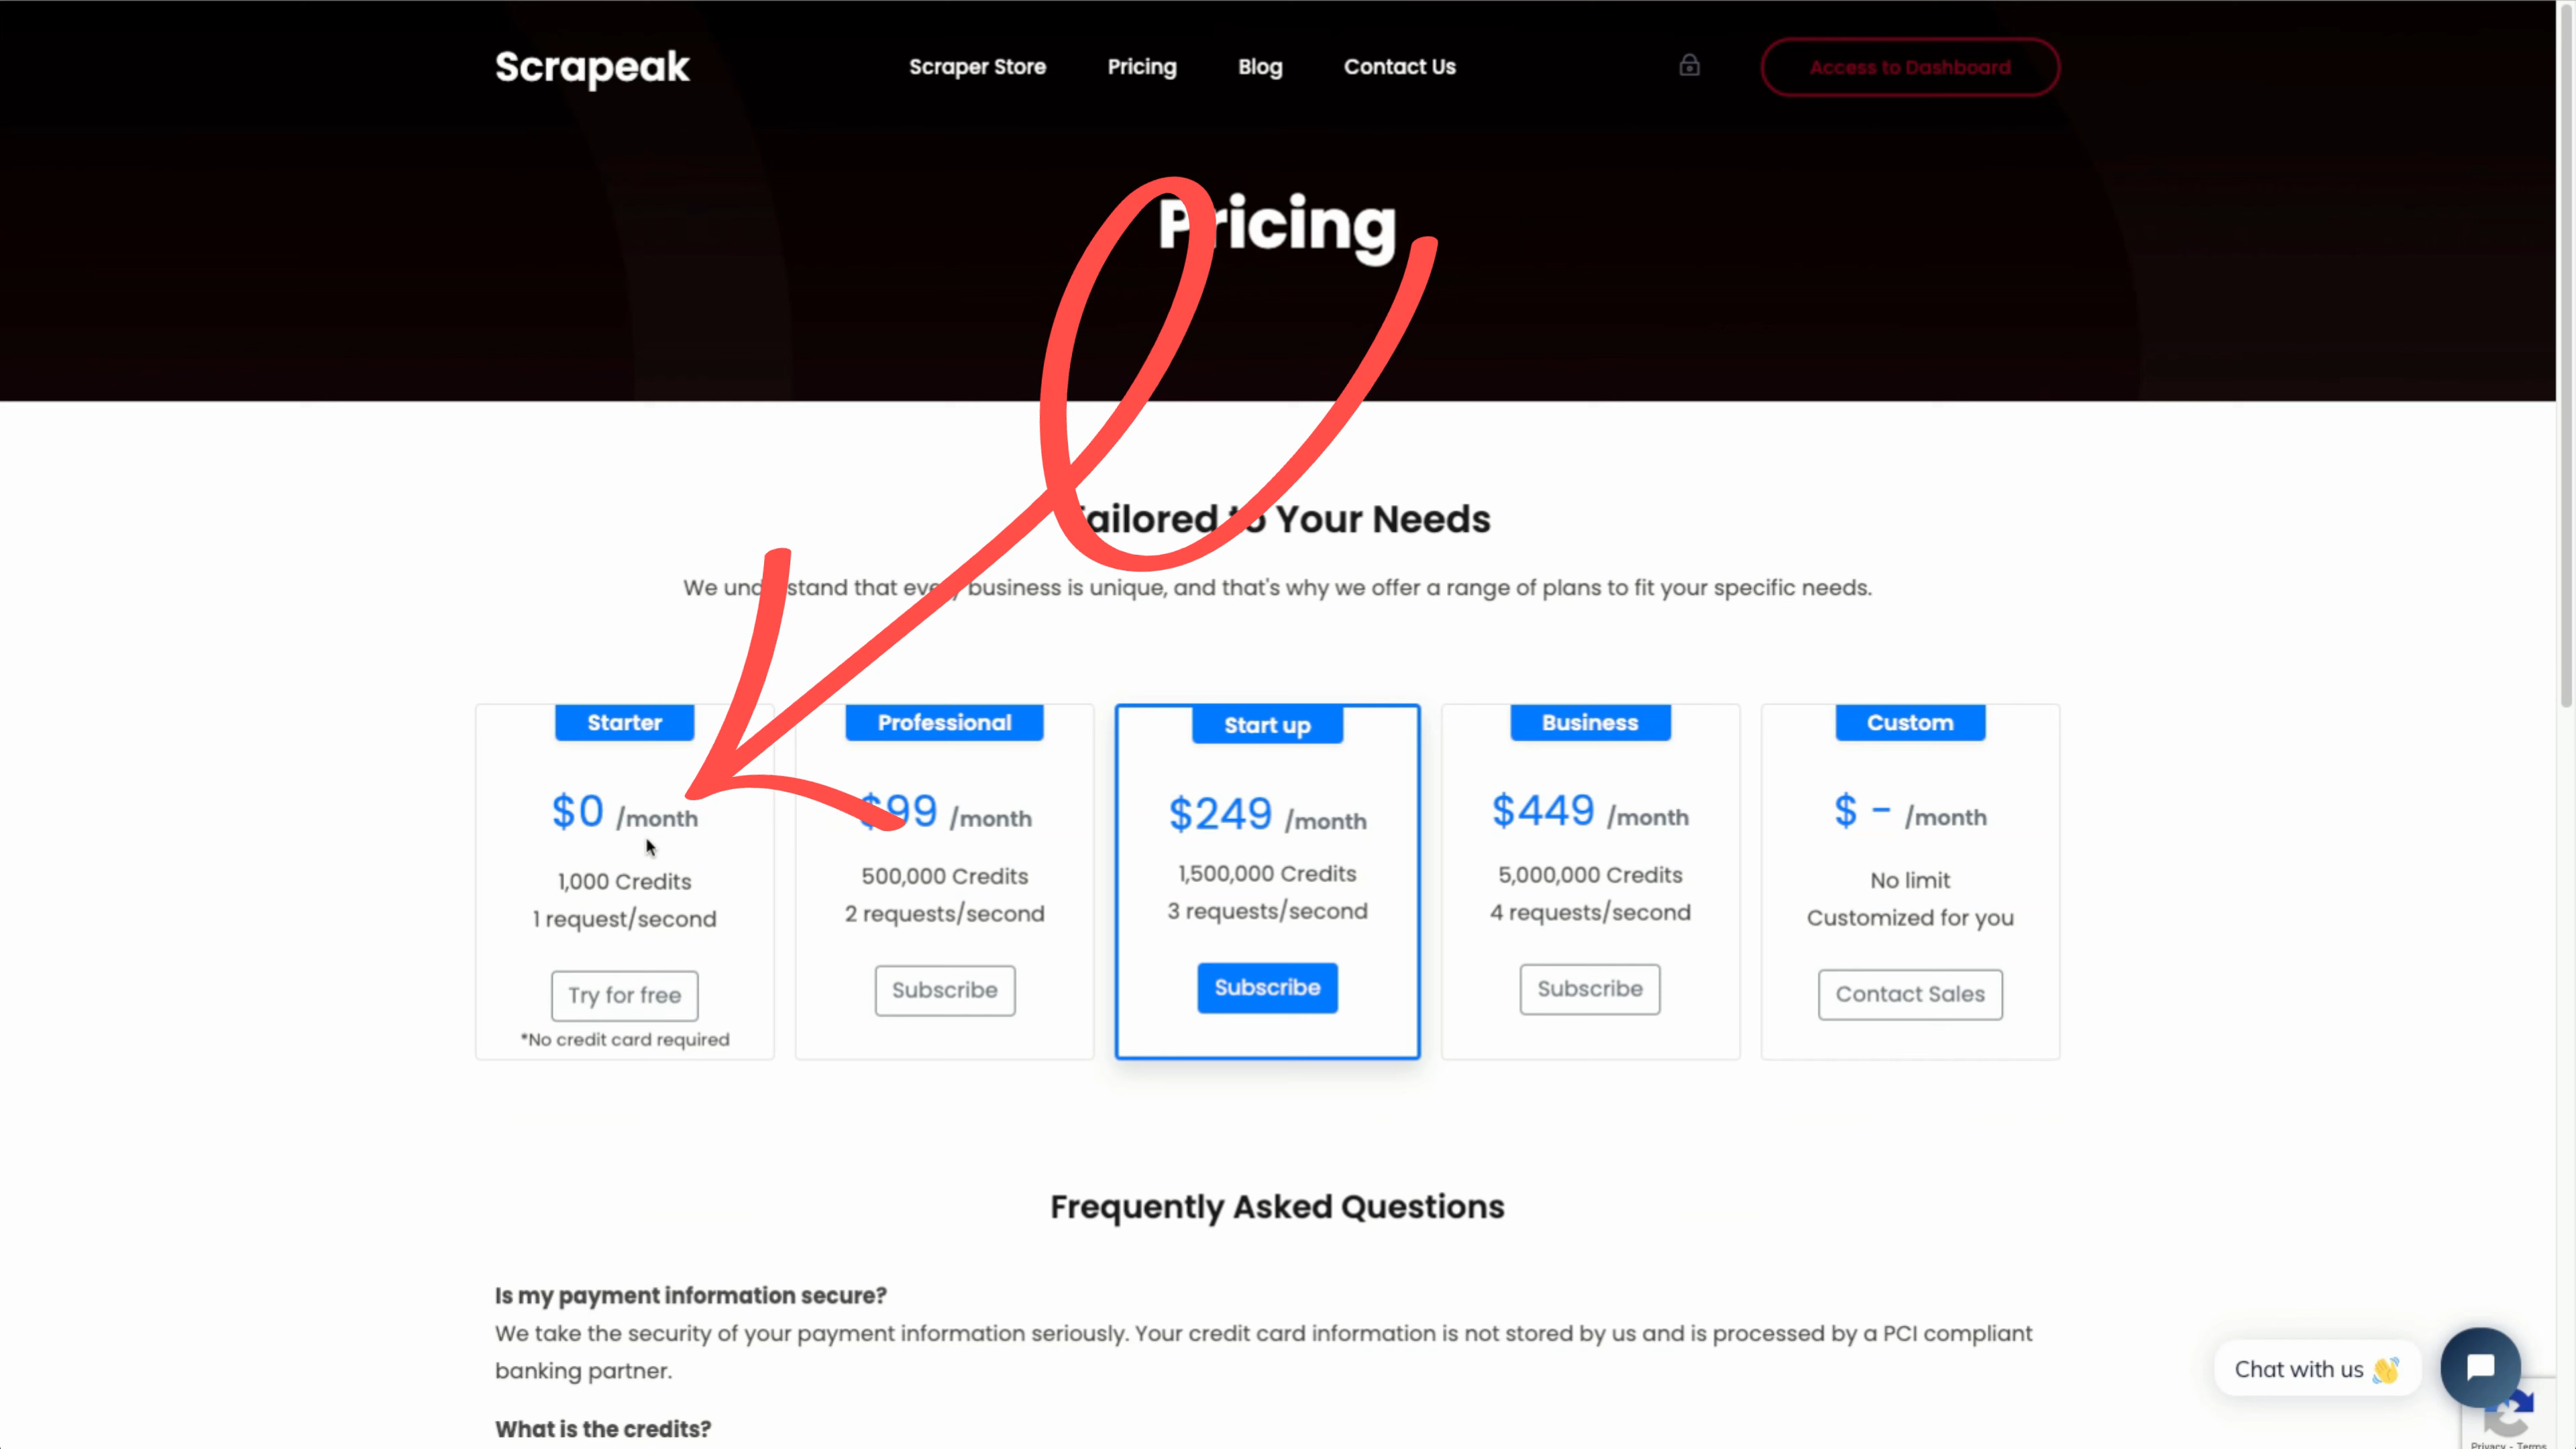 Scrapeak
Scraper Store
Pricing
Blog
Contact Us
Access to Dashboard
Pricing
Tailored to Your Needs
We understand that every business is unique, and that's why we offer a range of plans to fit your specific needs.
Starter
$0 /month
1,000 Credits
1 request/second
Try for free
*No credit card required
Professional
$99 /month
500,000 Credits
2 requests/second
Subscribe
Start up
$249 /month
1,500,000 Credits
3 requests/second
Subscribe
Business
$449 /month
5,000,000 Credits
4 requests/second
Subscribe
Custom
$ - /month
No limit
Customized for you
Contact Sales
Frequently Asked Questions
Is my payment information secure?
We take the security of your payment information seriously. Your credit card information is not stored by us and is processed by a PCI compliant
banking partner.
What is the credits?
Chat with us 👋
Privacy - Terms